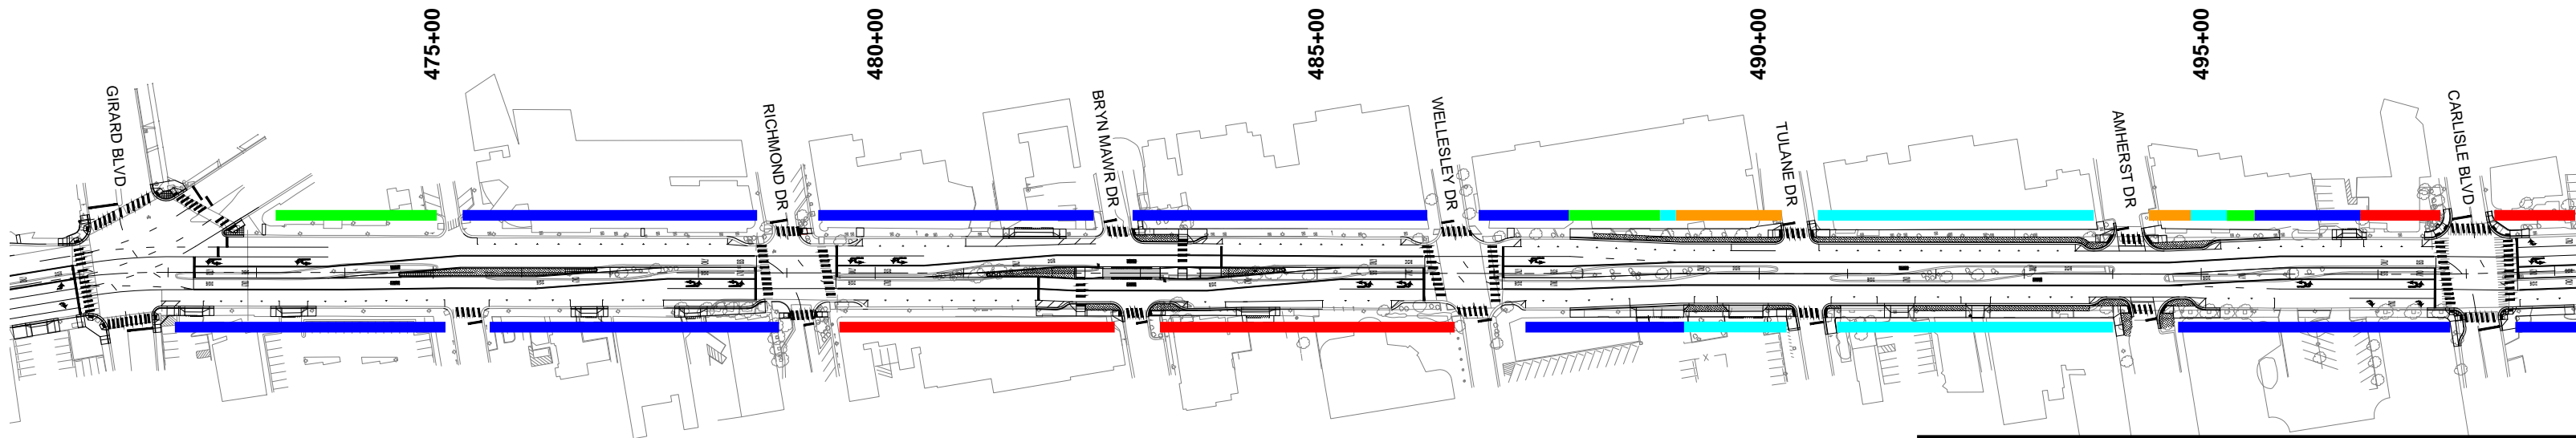 475+00
480+00
485+00
490+00
495+00
GIRARD BLVD
RICHMOND DR
BRYN MAWR DR
WELLESLEY DR
TULANE DR
AMHERST DR
CARLISLE BLVD